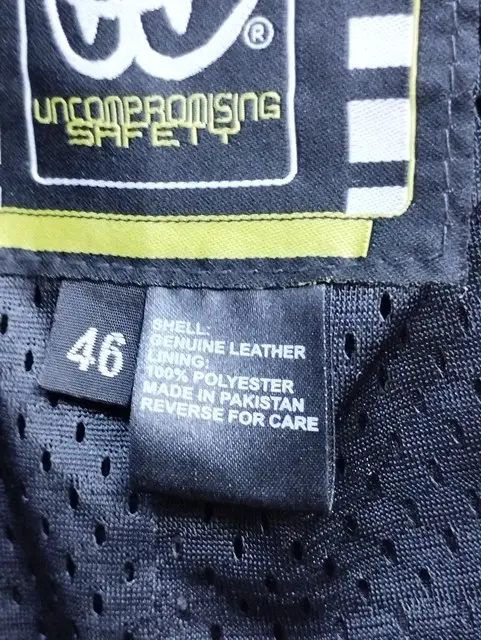 ®
UNCOMPROMISING
SAFETY
46
SHELL:
GENUINE LEATHER
LINING:
100% POLYESTER
MADE IN PAKISTAN
REVERSE FOR CARE